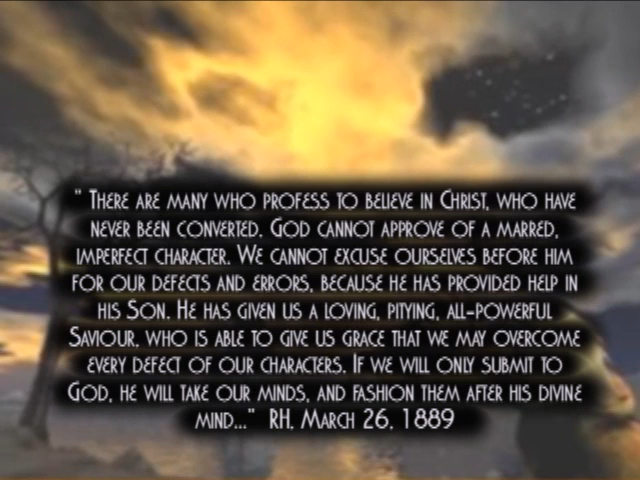 " There are many who profess to believe in Christ, who have
never been converted. God cannot approve of a marred,
imperfect character. We cannot excuse ourselves before him
for our defects and errors, because he has provided help in
his Son. He has given us a loving, pitying, all-powerful
Saviour, who is able to give us grace that we may overcome
every defect of our characters. If we will only submit to
God, he will take our minds, and fashion them after his divine
mind..." RH, March 26, 1889